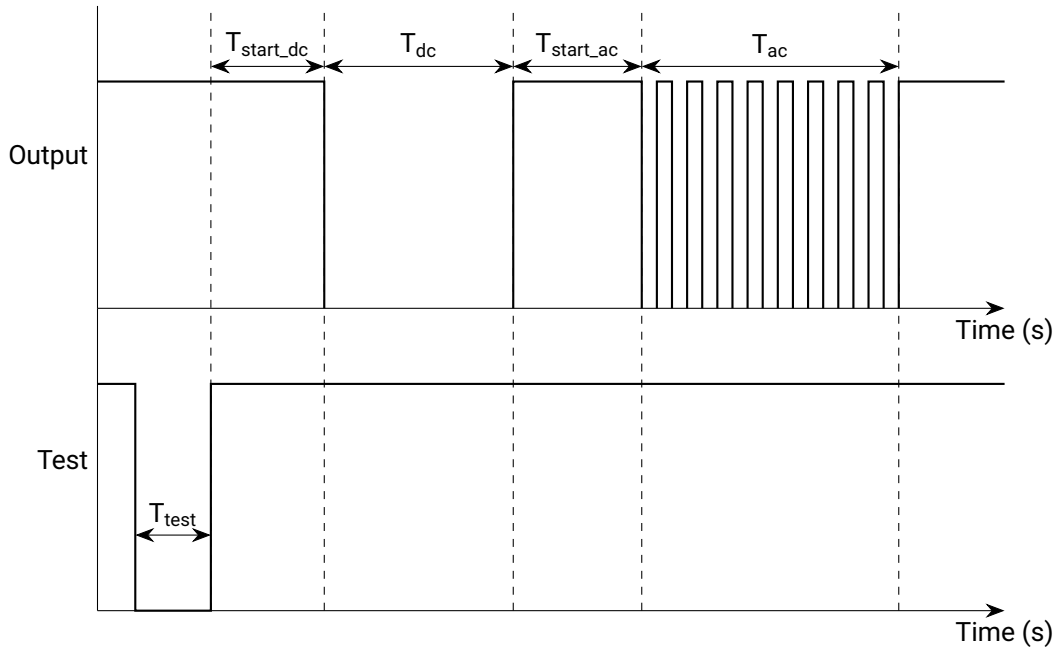 T_start_dc
T_dc
T_start_ac
T_ac
Output
Time (s)
Test
T_test
Time (s)